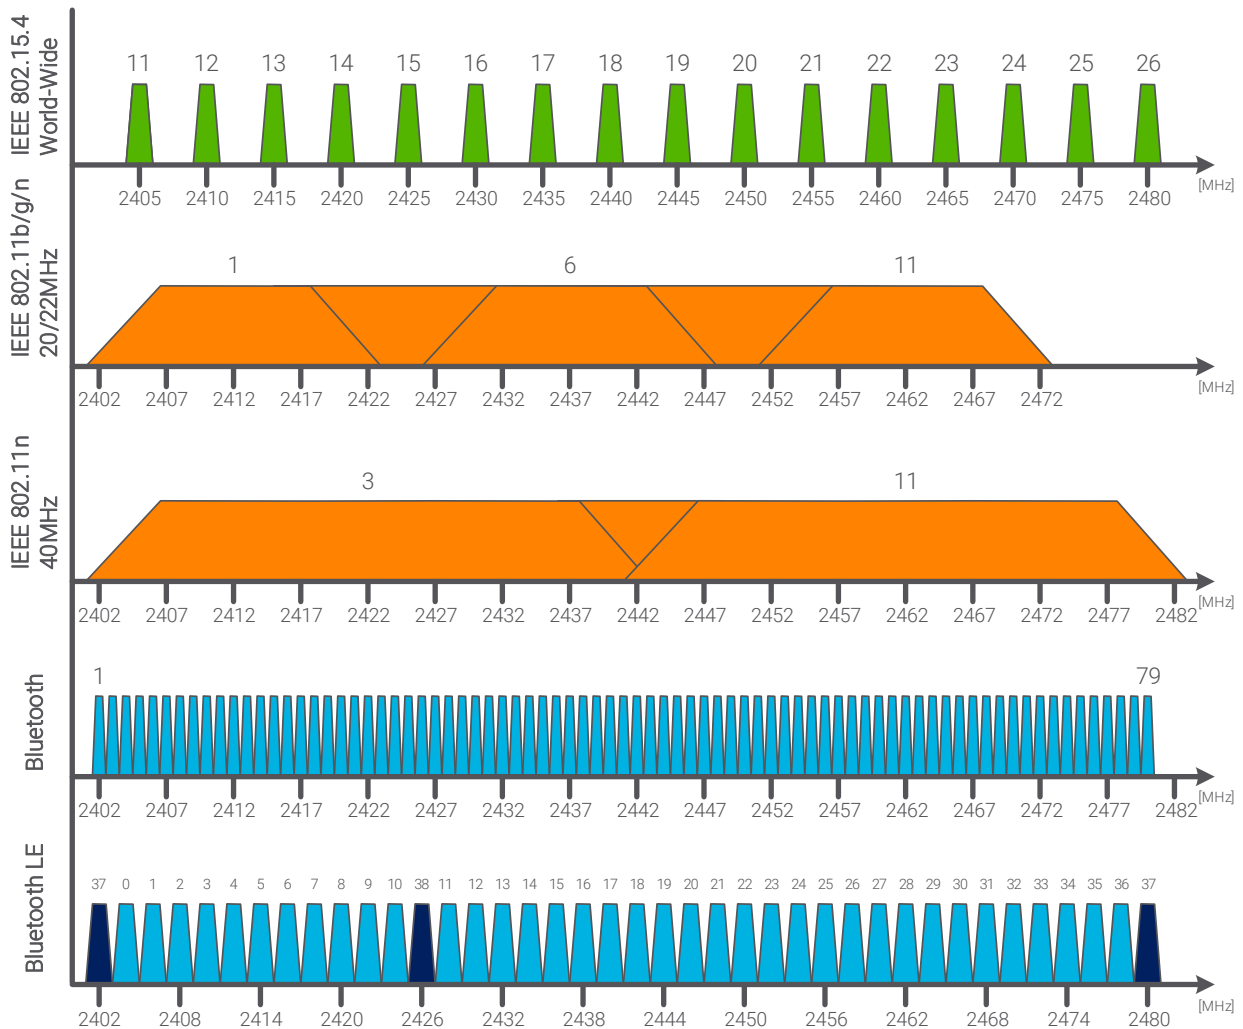 IEEE 802.15.4
World-Wide
11 12 13 14 15 16 17 18 19 20 21 22 23 24 25 26
2405 2410 2415 2420 2425 2430 2435 2440 2445 2450 2455 2460 2465 2470 2475 2480
[MHz]
IEEE 802.11b/g/n
20/22MHz
1 6 11
2402 2407 2412 2417 2422 2427 2432 2437 2442 2447 2452 2457 2462 2467 2472
[MHz]
IEEE 802.11n
40MHz
3 11
2402 2407 2412 2417 2422 2427 2432 2437 2442 2447 2452 2457 2462 2467 2472 2477 2482
[MHz]
Bluetooth
1 79
2402 2407 2412 2417 2422 2427 2432 2437 2442 2447 2452 2457 2462 2467 2472 2477 2482
[MHz]
Bluetooth LE
37 0 1 2 3 4 5 6 7 8 9 10 38 11 12 13 14 15 16 17 18 19 20 21 22 23 24 25 26 27 28 29 30 31 32 33 34 35 36 37
2402 2408 2414 2420 2426 2432 2438 2444 2450 2456 2462 2468 2474 2480
[MHz]